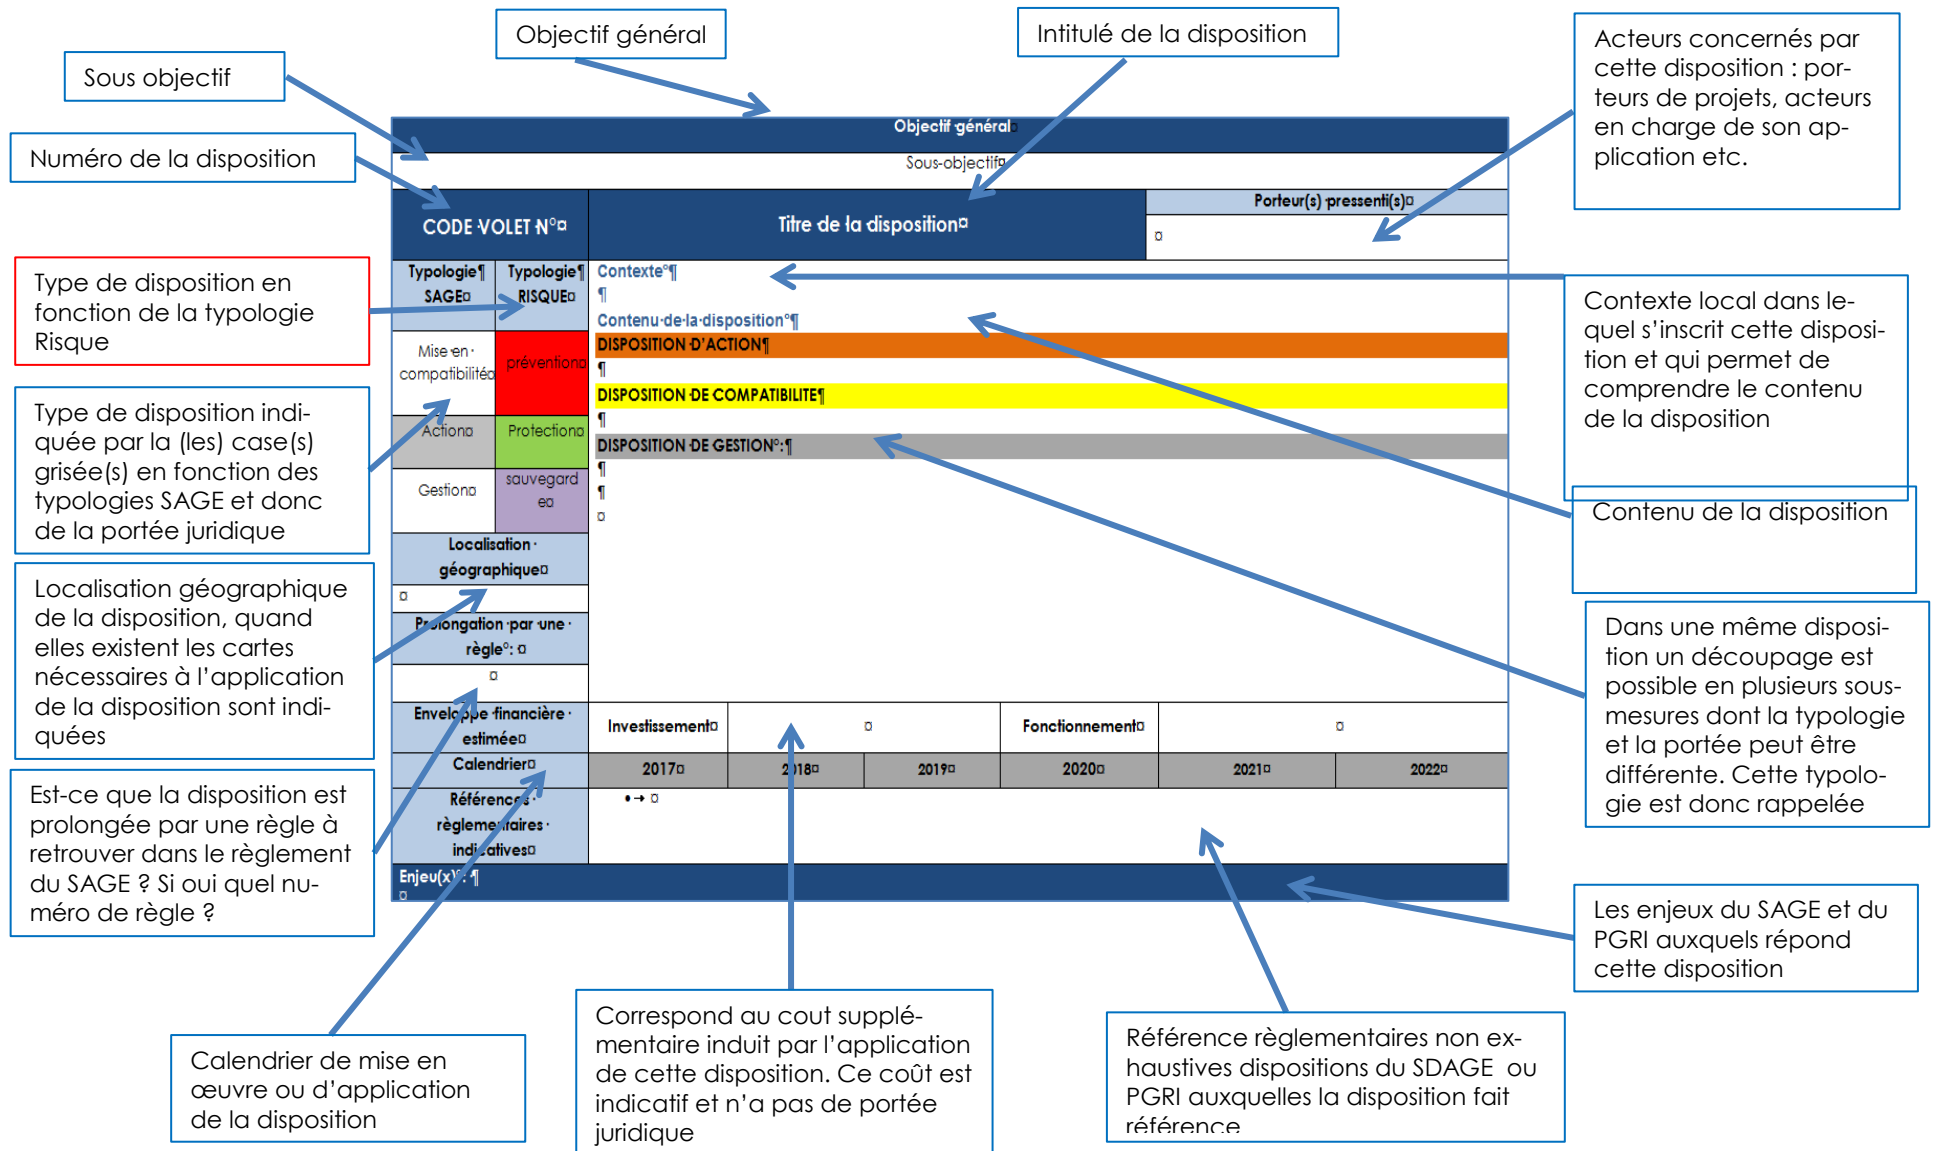 Objectif général
Intitulé de la disposition
Acteurs concernés par
cette disposition : por-
teurs de projets, acteurs
en charge de son ap-
plication etc.
Sous objectif
Numéro de la disposition
Type de disposition en
fonction de la typologie
Risque
Type de disposition indi-
quée par la (les) case(s)
grisée(s) en fonction des
typologies SAGE et donc
de la portée juridique
Localisation géographique
de la disposition, quand
elles existent les cartes
nécessaires à l’application
de la disposition sont indi-
quées
Est-ce que la disposition est
prolongée par une règle à
retrouver dans le règlement
du SAGE ? Si oui quel nu-
méro de règle ?
Objectif·général¤
Sous-objectif¤
CODE·VOLET·N°¤
Titre·de·la·disposition¤
Porteur(s)·pressenti(s)¤
¤
Typologie¶
SAGE¤
Typologie¶
RISQUE¤
Mise·en·
compatibilité¤
prévention¤
Action¤
Protection¤
Gestion¤
sauvegard
e¤
Localisation·
géographique¤
¤
Prolongation·par·une·
règle°:·¤
¤
Contexte°¶
¶
Contenu·de·la·disposition°¶
DISPOSITION·D’ACTION¶
¶
DISPOSITION·DE·COMPATIBILITE¶
¶
DISPOSITION·DE·GESTION°:¶
¶
¶
¤
Enveloppe·financière·
estimée¤
Investissement¤
¤
Fonctionnement¤
¤
Calendrier¤
2017¤
2018¤
2019¤
2020¤
2021¤
2022¤
Références·
règlementaires·
indicatives¤
•→¤
Enjeu(x)°:·¶
¤
Contexte local dans le-
quel s’inscrit cette disposi-
tion et qui permet de
comprendre le contenu
de la disposition
Contenu de la disposition
Dans une même disposi-
tion un découpage est
possible en plusieurs sous-
mesures dont la typologie
et la portée peut être
différente. Cette typolo-
gie est donc rappelée
Les enjeux du SAGE et du
PGRI auxquels répond
cette disposition
Calendrier de mise en
œuvre ou d’application
de la disposition
Correspond au cout supplé-
mentaire induit par l’application
de cette disposition. Ce coût est
indicatif et n’a pas de portée
juridique
Référence règlementaires non ex-
haustives dispositions du SDAGE ou
PGRI auxquelles la disposition fait
référence